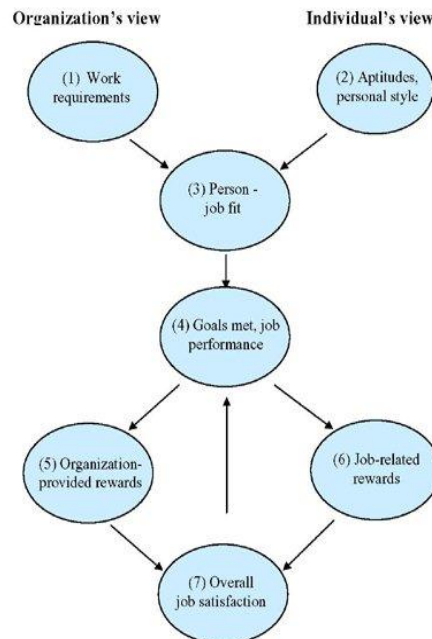 Organization's view
Individual's view
(1) Work
requirements
(2) Aptitudes,
personal style
(3) Person -
job fit
(4) Goals met, job
performance
(5) Organization-
provided rewards
(6) Job-related
rewards
(7) Overall
job satisfaction